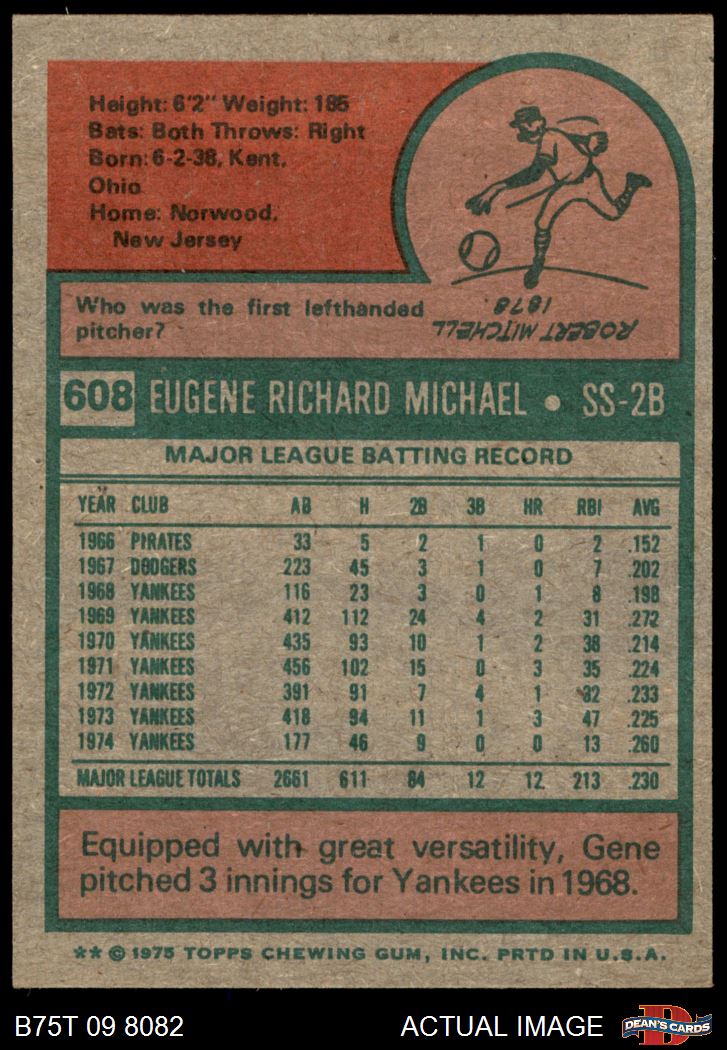 Height: 6'2" Weight: 185
Bats: Both Throws: Right
Born: 6-2-38, Kent,
Ohio
Home: Norwood,
New Jersey
Who was the first lefthanded
pitcher?
ROBERT MITCHELL
1878.
608 EUGENE RICHARD MICHAEL • SS-2B
MAJOR LEAGUE BATTING RECORD
YEAR CLUB AB H 2B 3B HR RBI AVG
1966 PIRATES 33 5 2 1 0 2 .152
1967 DODGERS 223 45 3 1 0 7 .202
1968 YANKEES 116 23 3 0 1 8 .198
1969 YANKEES 412 112 24 4 2 31 .272
1970 YANKEES 435 93 10 1 2 38 .214
1971 YANKEES 456 102 15 0 3 35 .224
1972 YANKEES 391 91 7 4 1 32 .233
1973 YANKEES 418 94 11 1 3 47 .225
1974 YANKEES 177 46 9 0 0 13 .260
MAJOR LEAGUE TOTALS 2661 611 84 12 12 213 .230
Equipped with great versatility, Gene
pitched 3 innings for Yankees in 1968.
** © 1975 TOPPS CHEWING GUM, INC. PRTD IN U.S.A.
B75T 09 8082 ACTUAL IMAGE DEAN'S CARDS